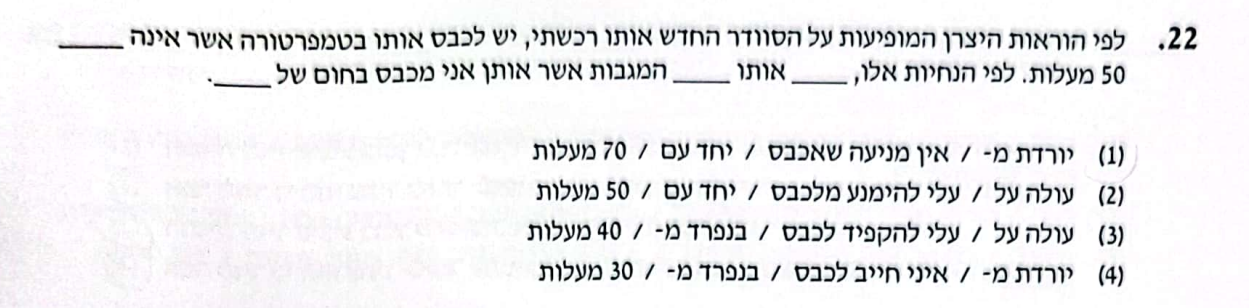 22. לפי הוראות היצרן המופיעות על הסוודר החדש אותו רכשתי, יש לכבס אותו בטמפרטורה אשר אינה _____
50 מעלות. לפי הנחיות אלו, _____ אותו _____ המגבות אשר אותן אני מכבס בחום של _____.
(1) יורדת מ- / אין מניעה שאכבס / יחד עם / 70 מעלות
(2) עולה על / עלי להימנע מלכבס / יחד עם / 50 מעלות
(3) עולה על / עלי להקפיד לכבס / בנפרד מ- / 40 מעלות
(4) יורדת מ- / איני חייב לכבס / בנפרד מ- / 30 מעלות